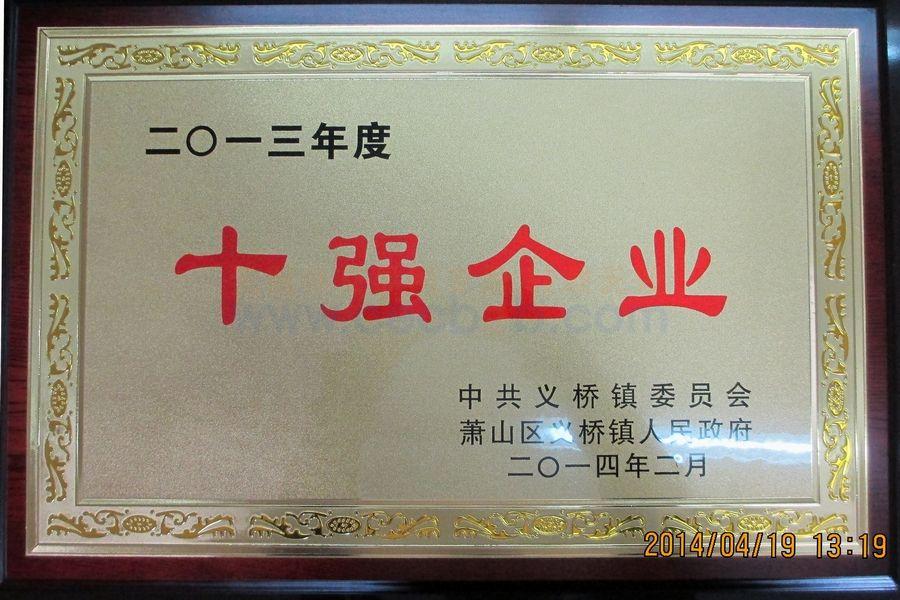 二〇一三年度
十强企业
中共义桥镇委员会
萧山区义桥镇人民政府
二〇一四年二月
2014/04/19 13:19